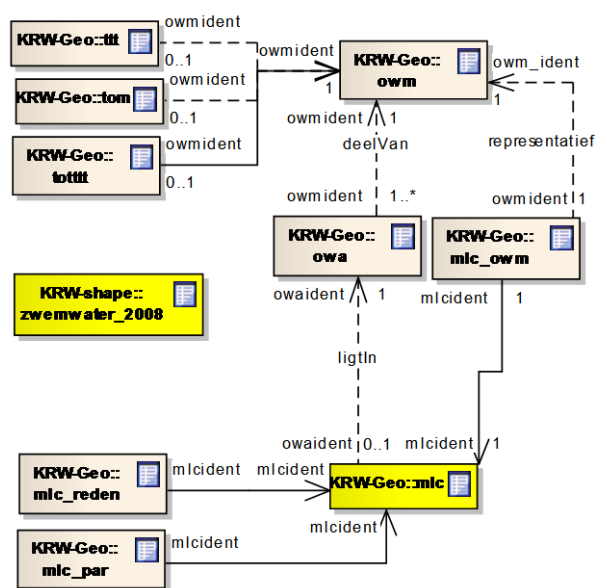 KRW-Geo::
ttt
owmident
0..1
KRW-Geo::
tom
owmident
0..1
KRW-Geo::
totttt
owmident
0..1
owmident
1
KRW-Geo::
owm
owm_ident
1
owmident
1
deelVan
representatief
owmident
1..*
owmident
1
KRW-Geo::
owa
KRW-Geo::
mlc_owm
owaident
1
mlcident
1
KRW-shape::
zwemwater_2008
ligtIn
owaident
0..1
mlcident
1
KRW-Geo::
mlc_reden
mlcident
mlcident
KRW-Geo::mlc
KRW-Geo::
mlc_par
mlcident
mlcident